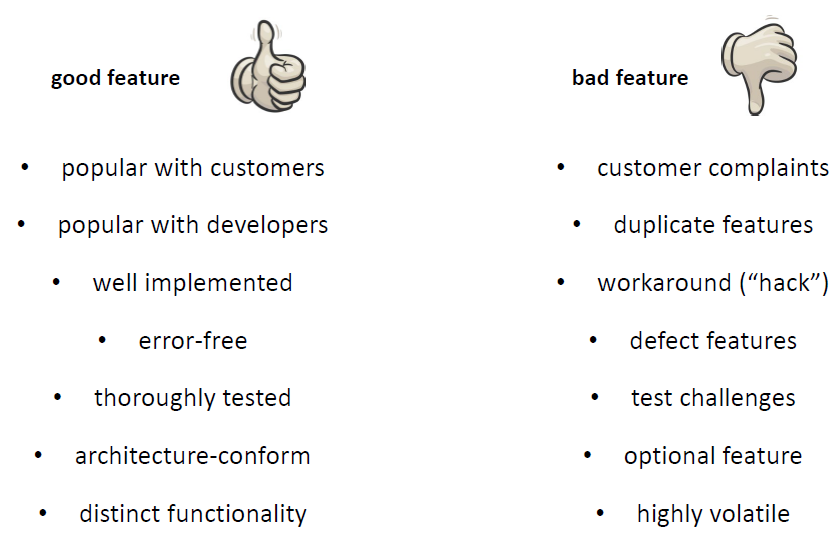 good feature
• popular with customers
• popular with developers
• well implemented
• error-free
• thoroughly tested
• architecture-conform
• distinct functionality
bad feature
• customer complaints
• duplicate features
• workaround (“hack”)
• defect features
• test challenges
• optional feature
• highly volatile